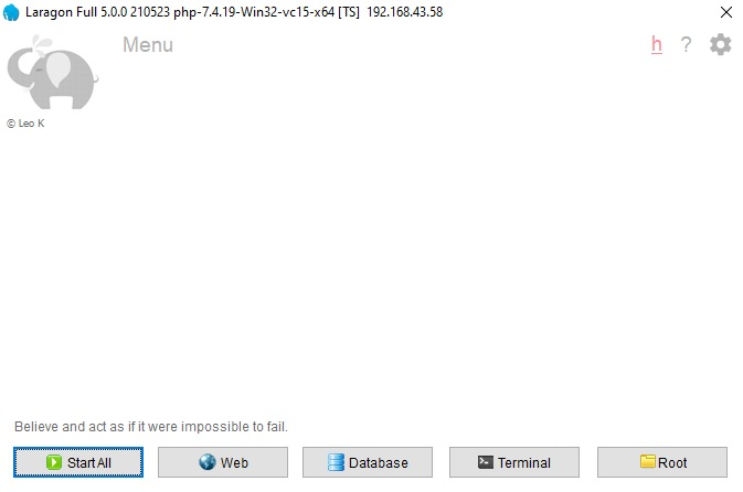 Laragon Full 5.0.0 210523 php-7.4.19-Win32-vc15-x64 [TS]  192.168.43.58
Menu
h ?
© Leo K
Believe and act as if it were impossible to fail.
Start All
Web
Database
Terminal
Root